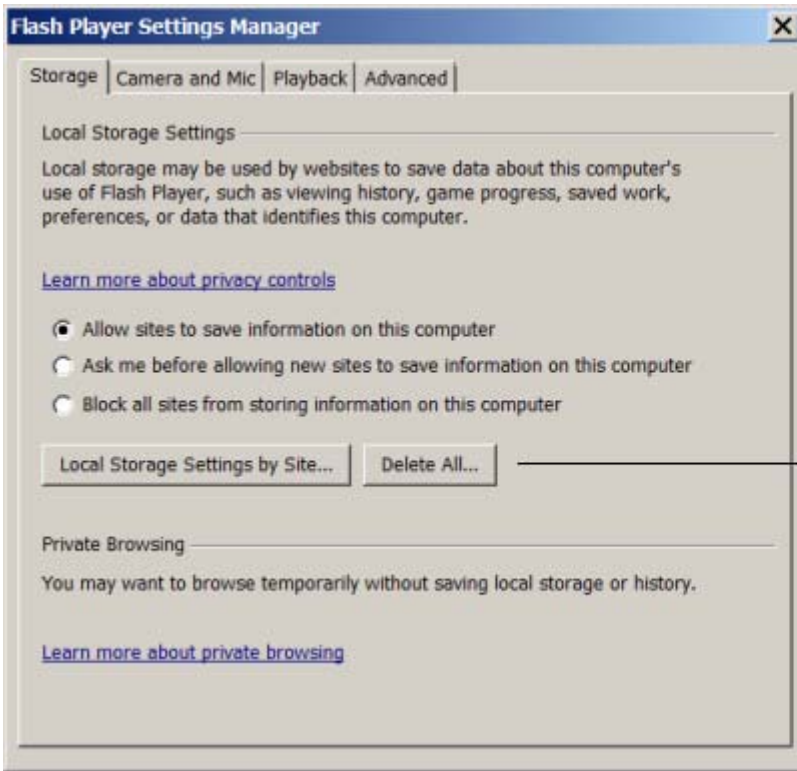 Flash Player Settings Manager
Storage Camera and Mic Playback Advanced
Local Storage Settings
Local storage may be used by websites to save data about this computer's
use of Flash Player, such as viewing history, game progress, saved work,
preferences, or data that identifies this computer.
Learn more about privacy controls
Allow sites to save information on this computer
Ask me before allowing new sites to save information on this computer
Block all sites from storing information on this computer
Local Storage Settings by Site... Delete All...
Private Browsing
You may want to browse temporarily without saving local storage or history.
Learn more about private browsing